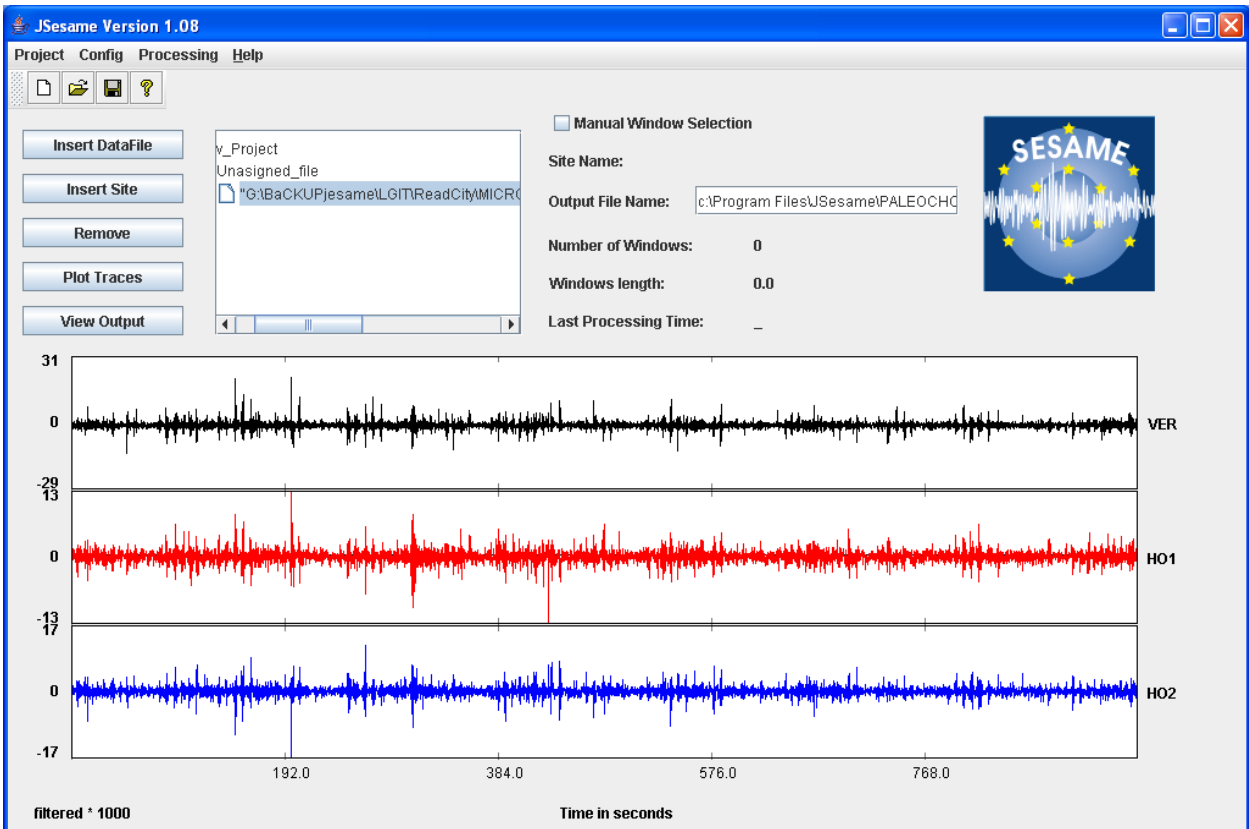 JSesame Version 1.08
Project Config Processing Help
Insert DataFile
Insert Site
Remove
Plot Traces
View Output
v_Project
Unasigned_file
"G:\BaCKUPjesame\LGIT\ReadCity\MICRO
Manual Window Selection
Site Name:
Output File Name: c:\Program Files\JSesame\PALEOCHO
Number of Windows: 0
Windows length: 0.0
Last Processing Time: _
SESAME
31
0
-29
VER
13
0
-13
HO1
17
0
-17
HO2
192.0 384.0 576.0 768.0
filtered * 1000 Time in seconds